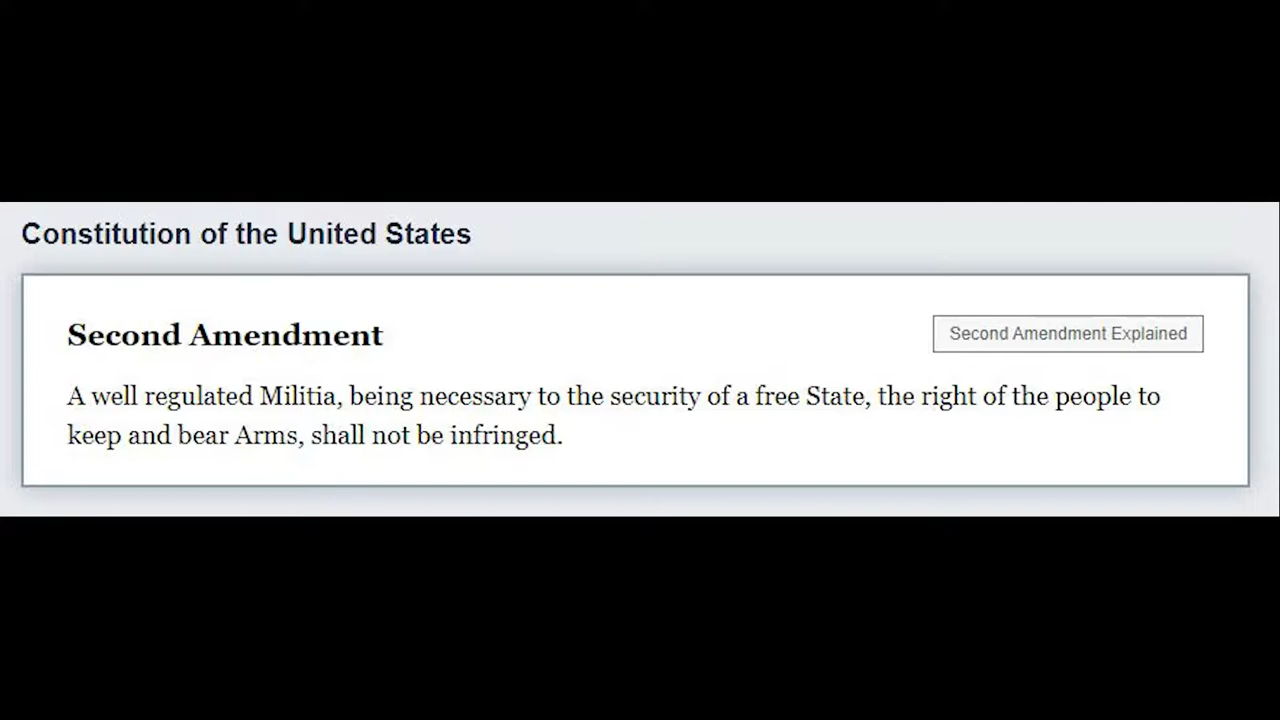 Constitution of the United States
Second Amendment
Second Amendment Explained
A well regulated Militia, being necessary to the security of a free State, the right of the people to
keep and bear Arms, shall not be infringed.